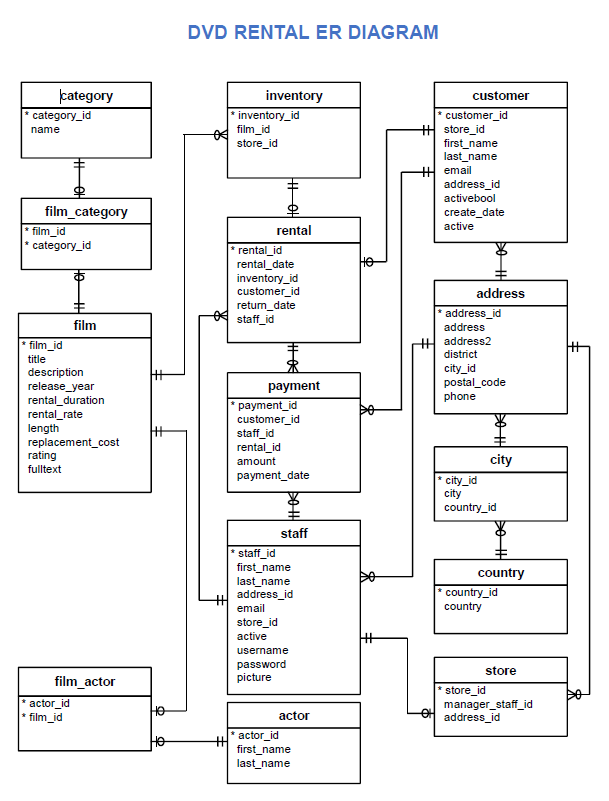 DVD RENTAL ER DIAGRAM
category
* category_id
name
film_category
* film_id
* category_id
film
* film_id
title
description
release_year
rental_duration
rental_rate
length
replacement_cost
rating
fulltext
film_actor
* actor_id
* film_id
inventory
* inventory_id
film_id
store_id
rental
* rental_id
rental_date
inventory_id
customer_id
return_date
staff_id
payment
* payment_id
customer_id
staff_id
rental_id
amount
payment_date
staff
* staff_id
first_name
last_name
address_id
email
store_id
active
username
password
picture
actor
* actor_id
first_name
last_name
customer
* customer_id
store_id
first_name
last_name
email
address_id
activebool
create_date
active
address
* address_id
address
address2
district
city_id
postal_code
phone
city
* city_id
city
country_id
country
* country_id
country
store
* store_id
manager_staff_id
address_id